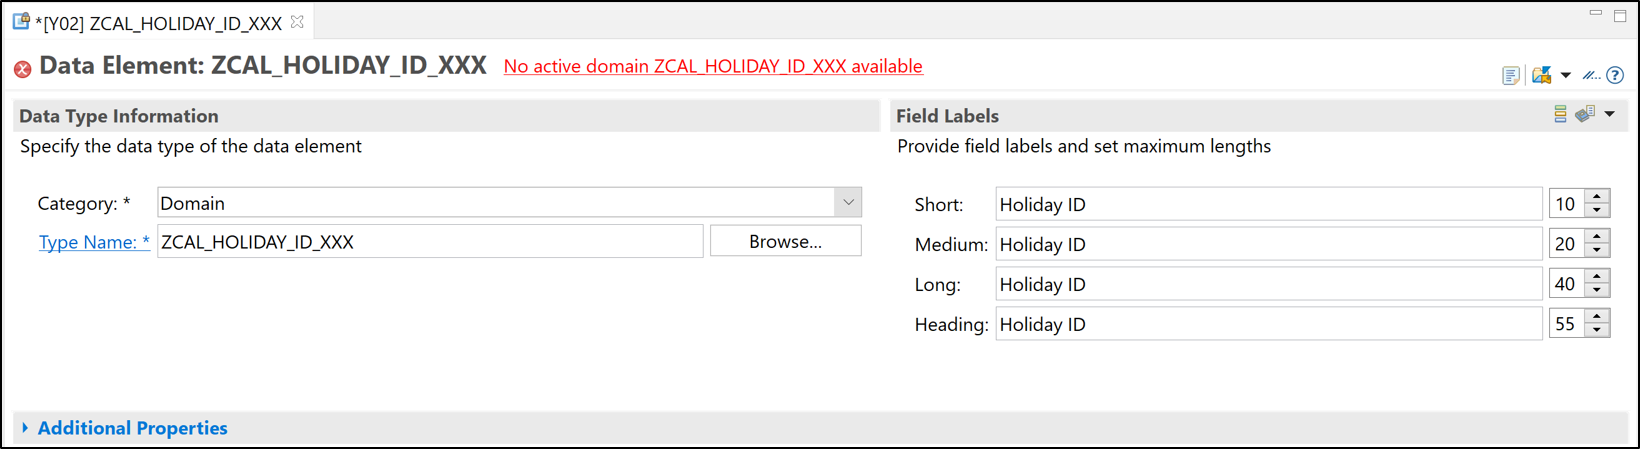 *[Y02] ZCAL_HOLIDAY_ID_XXX
Data Element: ZCAL_HOLIDAY_ID_XXX No active domain ZCAL_HOLIDAY_ID_XXX available
Data Type Information
Specify the data type of the data element
Category: * Domain
Type Name: * ZCAL_HOLIDAY_ID_XXX Browse...
Field Labels
Provide field labels and set maximum lengths
Short: Holiday ID 10
Medium: Holiday ID 20
Long: Holiday ID 40
Heading: Holiday ID 55
Additional Properties